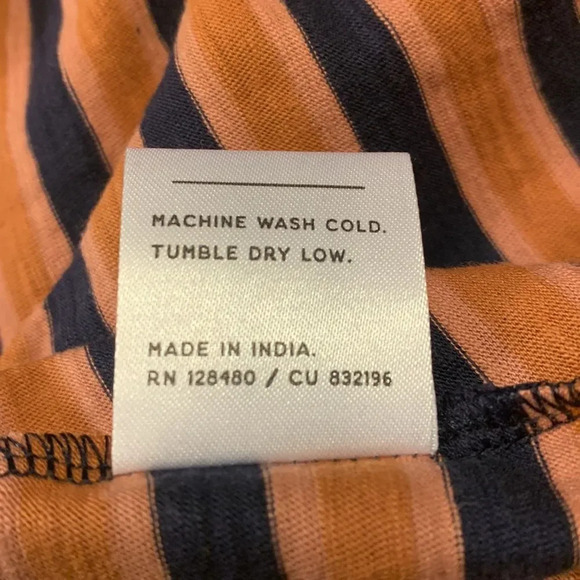 MACHINE WASH COLD.
TUMBLE DRY LOW.
MADE IN INDIA.
RN 128480 / CU 832196